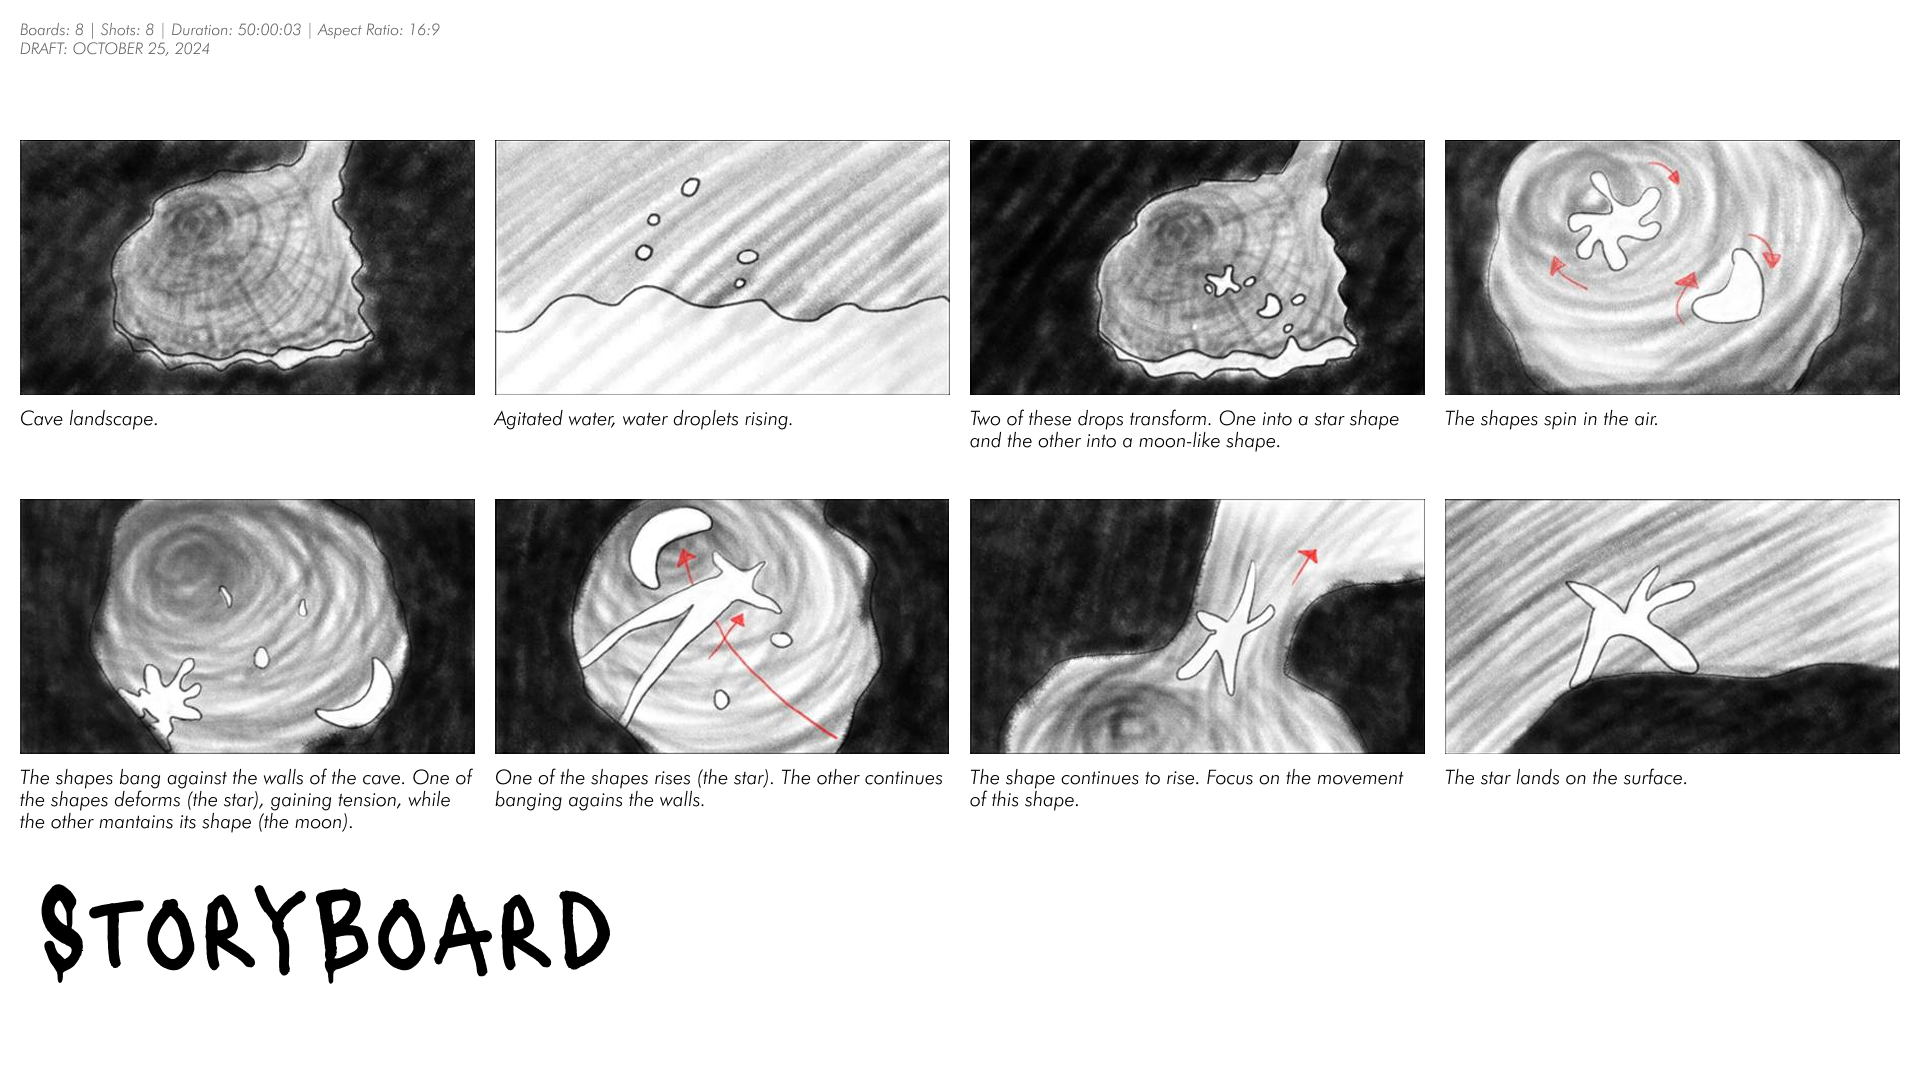 Boards: 8 | Shots: 8 | Duration: 50:00:03 | Aspect Ratio: 16:9
DRAFT: OCTOBER 25, 2024
Cave landscape.
Agitated water, water droplets rising.
Two of these drops transform. One into a star shape
and the other into a moon-like shape.
The shapes spin in the air.
The shapes bang against the walls of the cave. One of
the shapes deforms (the star), gaining tension, while
the other mantains its shape (the moon).
One of the shapes rises (the star). The other continues
banging agains the walls.
The shape continues to rise. Focus on the movement
of this shape.
The star lands on the surface.
STORYBOARD